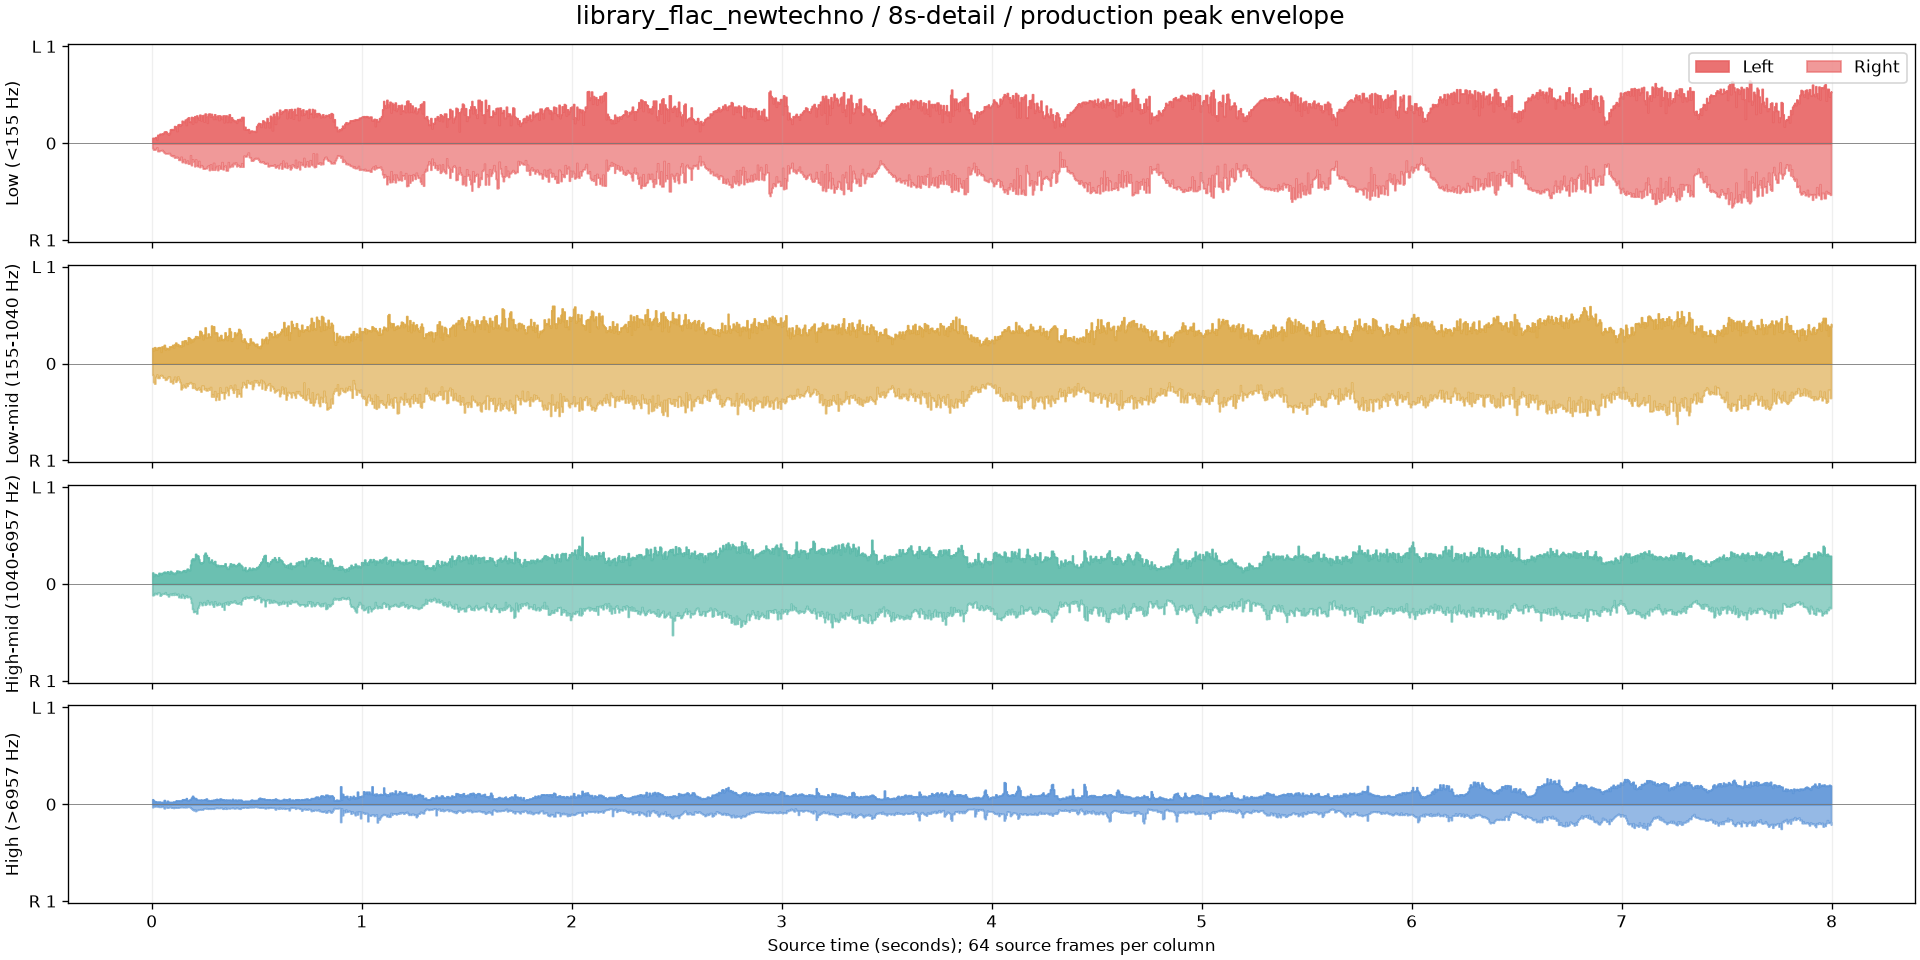 library_flac_newtechno / 8s-detail / production peak envelope
Low (<155 Hz)
L 1
0
R 1
Left
Right
Low-mid (155-1040 Hz)
L 1
0
R 1
High-mid (1040-6957 Hz)
L 1
0
R 1
High (>6957 Hz)
L 1
0
R 1
0 1 2 3 4 5 6 7 8
Source time (seconds); 64 source frames per column